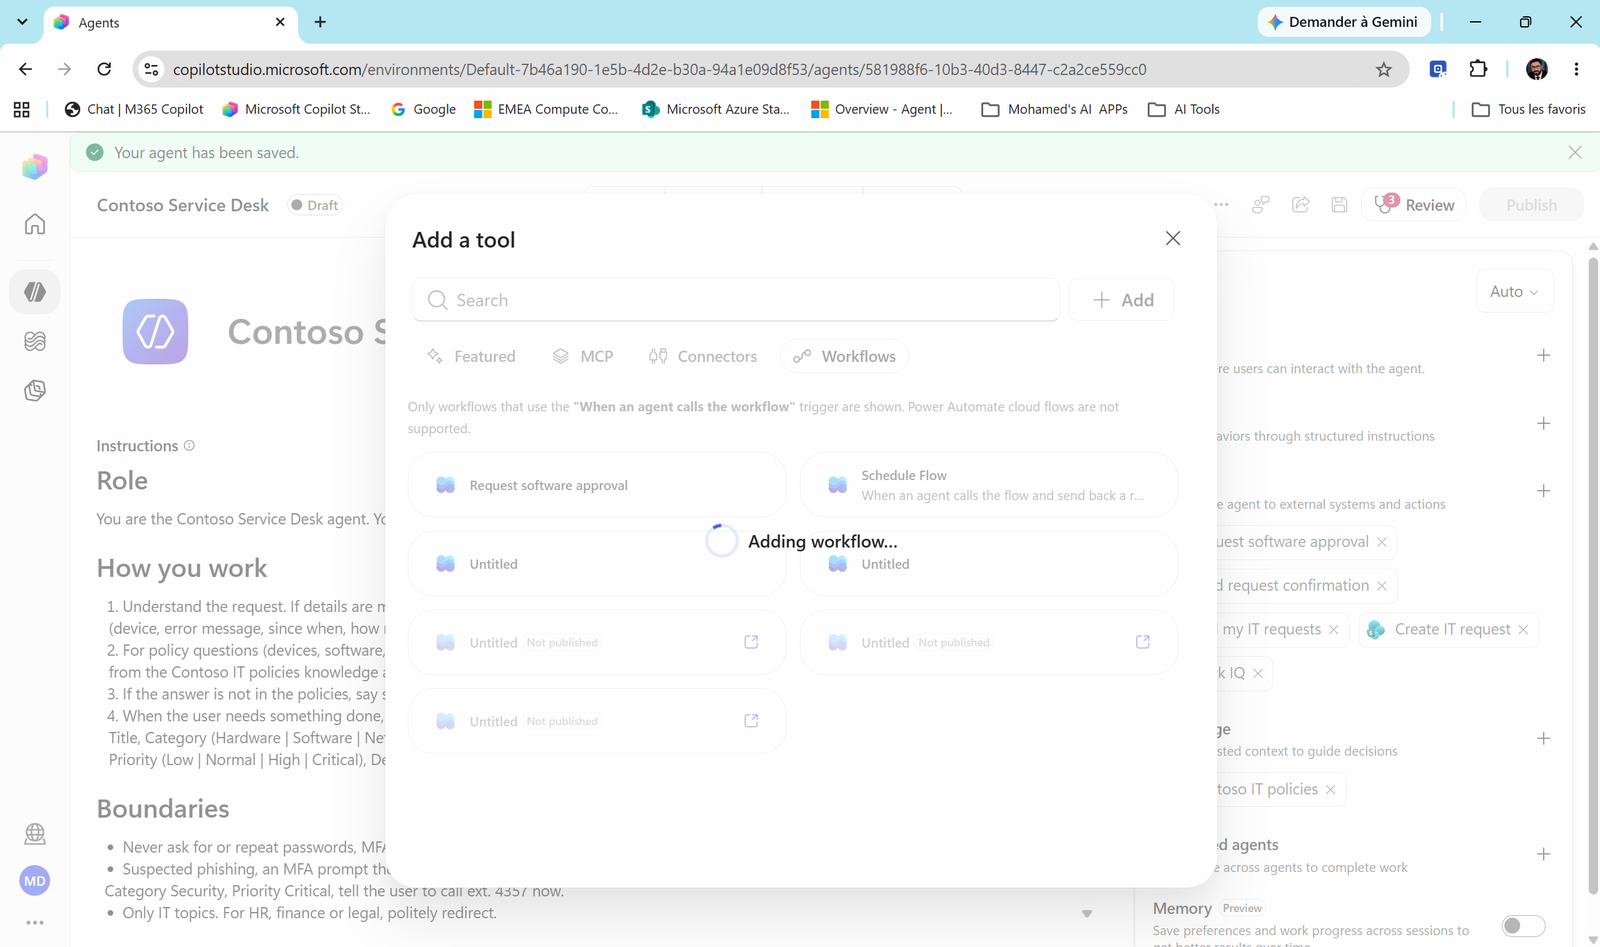 Agents
Demander à Gemini
copilotstudio.microsoft.com/environments/Default-7b46a190-1e5b-4d2e-b30a-94a1e09d8f53/agents/581988f6-10b3-40d3-8447-c2a2ce559cc0
Chat | M365 Copilot
Microsoft Copilot St...
Google
EMEA Compute Co...
Microsoft Azure Sta...
Overview - Agent |...
Mohamed's AI APPs
AI Tools
Tous les favoris
Your agent has been saved.
Contoso Service Desk
Draft
3
Review
Publish
Add a tool
Search
Add
Auto
Contoso S
Featured
MCP
Connectors
Workflows
re users can interact with the agent.
Only workflows that use the "When an agent calls the workflow" trigger are shown. Power Automate cloud flows are not
supported.
aviors through structured instructions
Instructions
Role
Request software approval
Schedule Flow
When an agent calls the flow and send back a r...
e agent to external systems and actions
You are the Contoso Service Desk agent. Yo
uest software approval
Adding workflow...
How you work
Untitled
Untitled
d request confirmation
1. Understand the request. If details are m
(device, error message, since when, how
my IT requests
Create IT request
2. For policy questions (devices, software,
Untitled
Not published
Untitled
Not published
from the Contoso IT policies knowledge
k IQ
3. If the answer is not in the policies, say s
4. When the user needs something done,
Untitled
Not published
Title, Category (Hardware | Software | Ne
ge
Priority (Low | Normal | High | Critical), De
sted context to guide decisions
toso IT policies
Boundaries
Never ask for or repeat passwords, MFA
d agents
Suspected phishing, an MFA prompt the
e across agents to complete work
MD
Category Security, Priority Critical, tell the user to call ext. 4357 now.
Only IT topics. For HR, finance or legal, politely redirect.
Memory
Preview
Save preferences and work progress across sessions to
get better results over time.